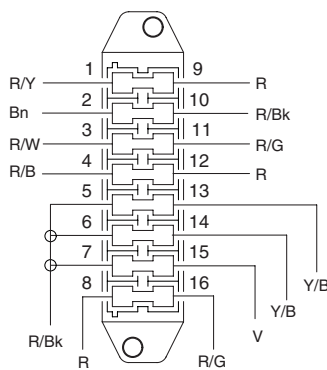 1 9
R/Y R
2 10
Bn R/Bk
3 11
R/W R/G
4 12
R/B R
5 13
6 14
7 15
8 16
Y/B
Y/B
V
R/Bk
R R/G